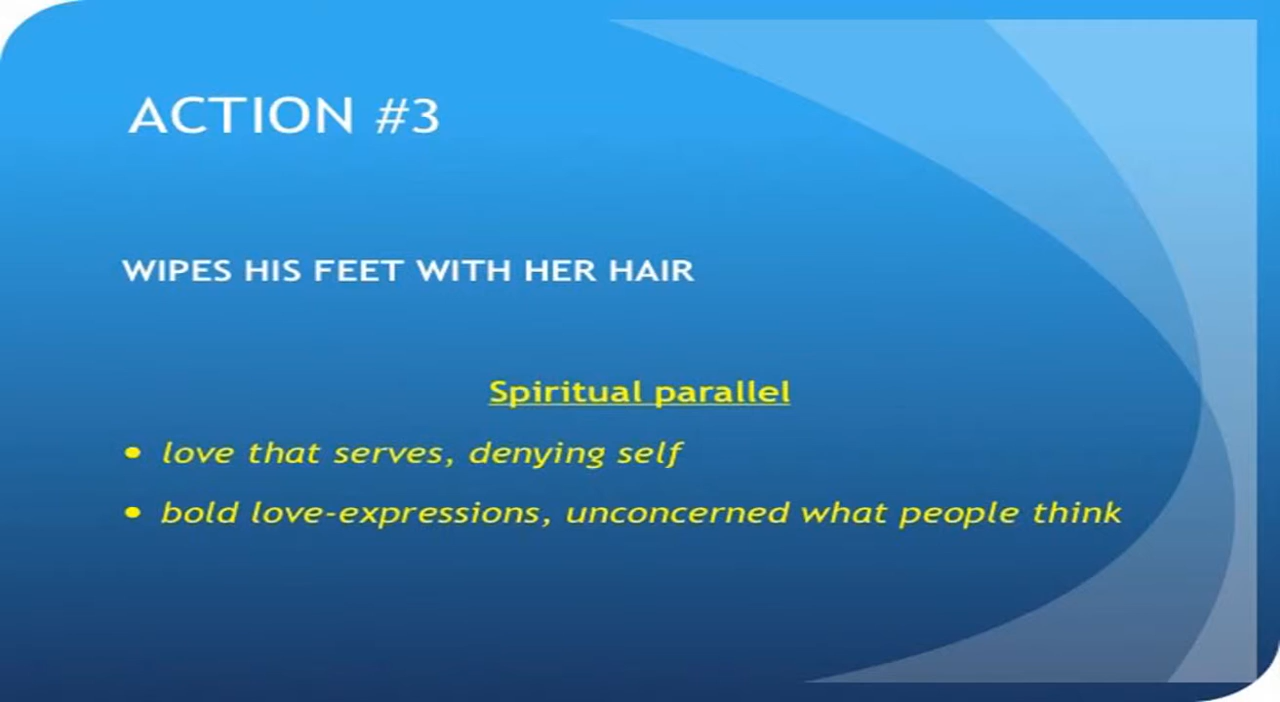 ACTION #3
WIPES HIS FEET WITH HER HAIR
Spiritual parallel
• love that serves, denying self
• bold love-expressions, unconcerned what people think